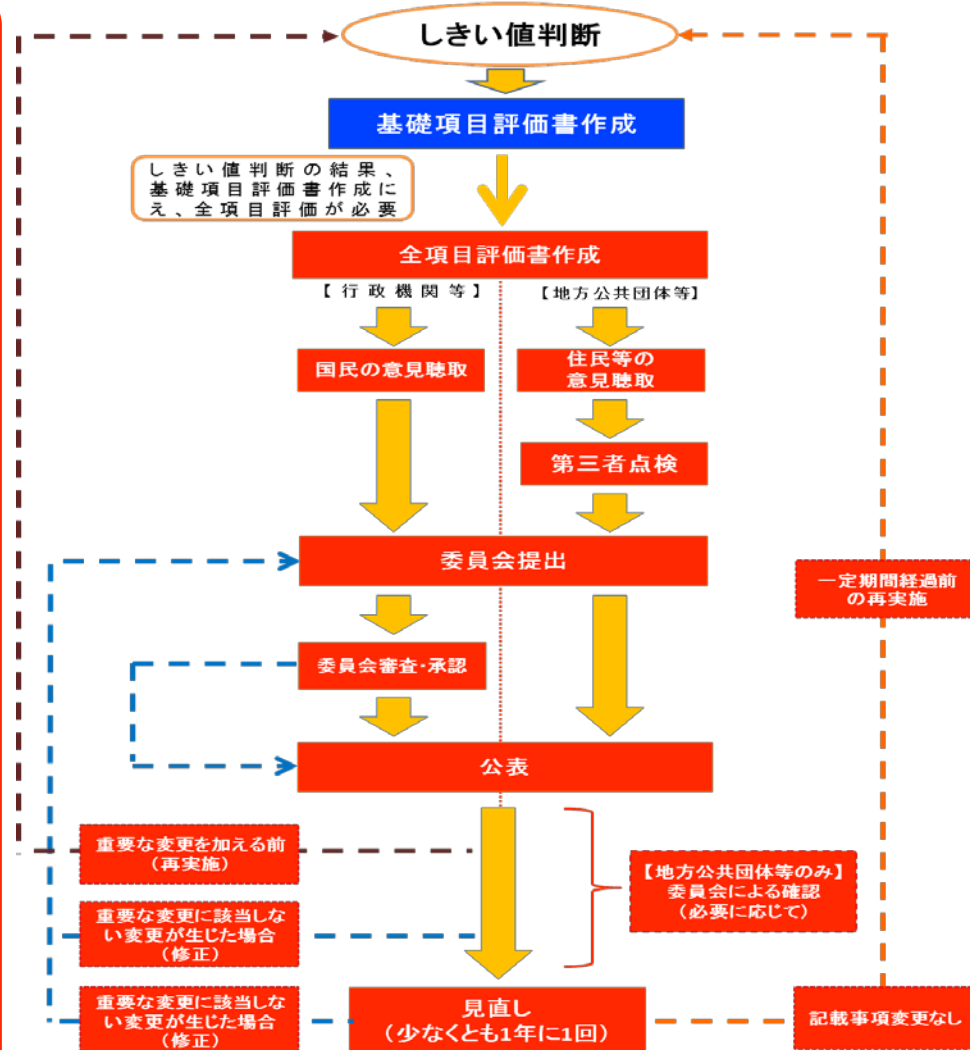 しきい値判断
基礎項目評価書作成
しきい値判断の結果、
基礎項目評価書作成に
え、全項目評価が必要
全項目評価書作成
【行政機関等】
【地方公共団体等】
国民の意見聴取
住民等の
意見聴取
第三者点検
委員会提出
一定期間経過前
の再実施
委員会審査・承認
公表
重要な変更を加える前
(再実施)
【地方公共団体等のみ】
委員会による確認
(必要に応じて)
重要な変更に該当しな
い変更が生じた場合
(修正)
重要な変更に該当しな
い変更が生じた場合
(修正)
見直し
(少なくとも1年に1回)
記載事項変更なし